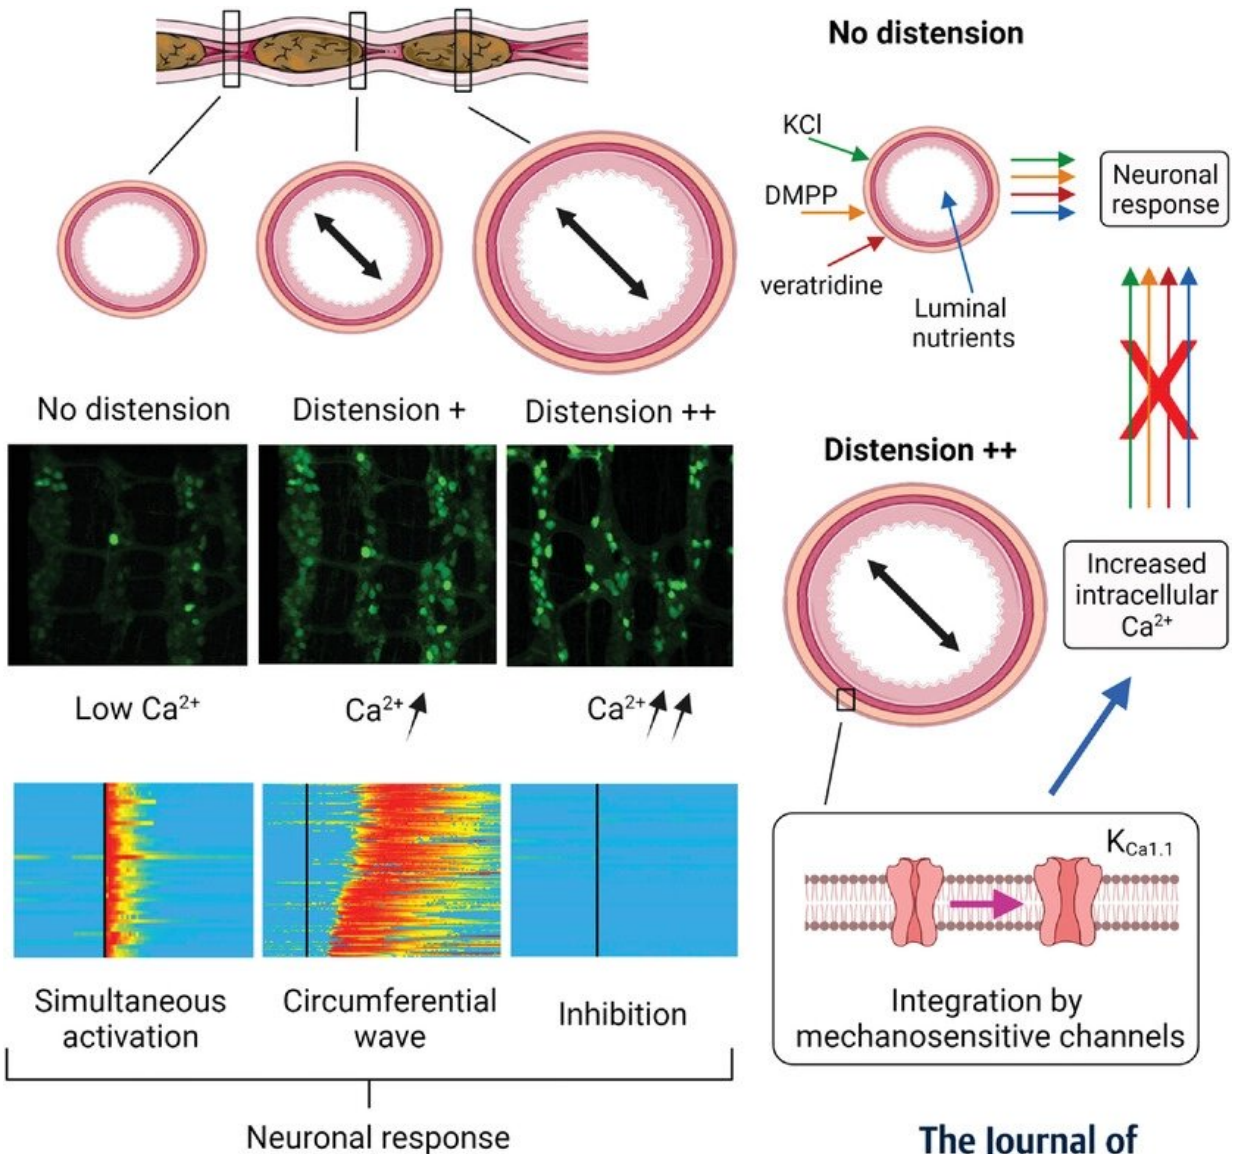 No distension
KCl
DMPP
veratridine
Luminal
nutrients
Neuronal
response
No distension
Distension +
Distension ++
Low Ca²⁺
Ca²⁺
Ca²⁺
Simultaneous
activation
Circumferential
wave
Inhibition
Neuronal response
Distension ++
Increased
intracellular
Ca²⁺
KCa1.1
Integration by
mechanosensitive channels
The Journal of